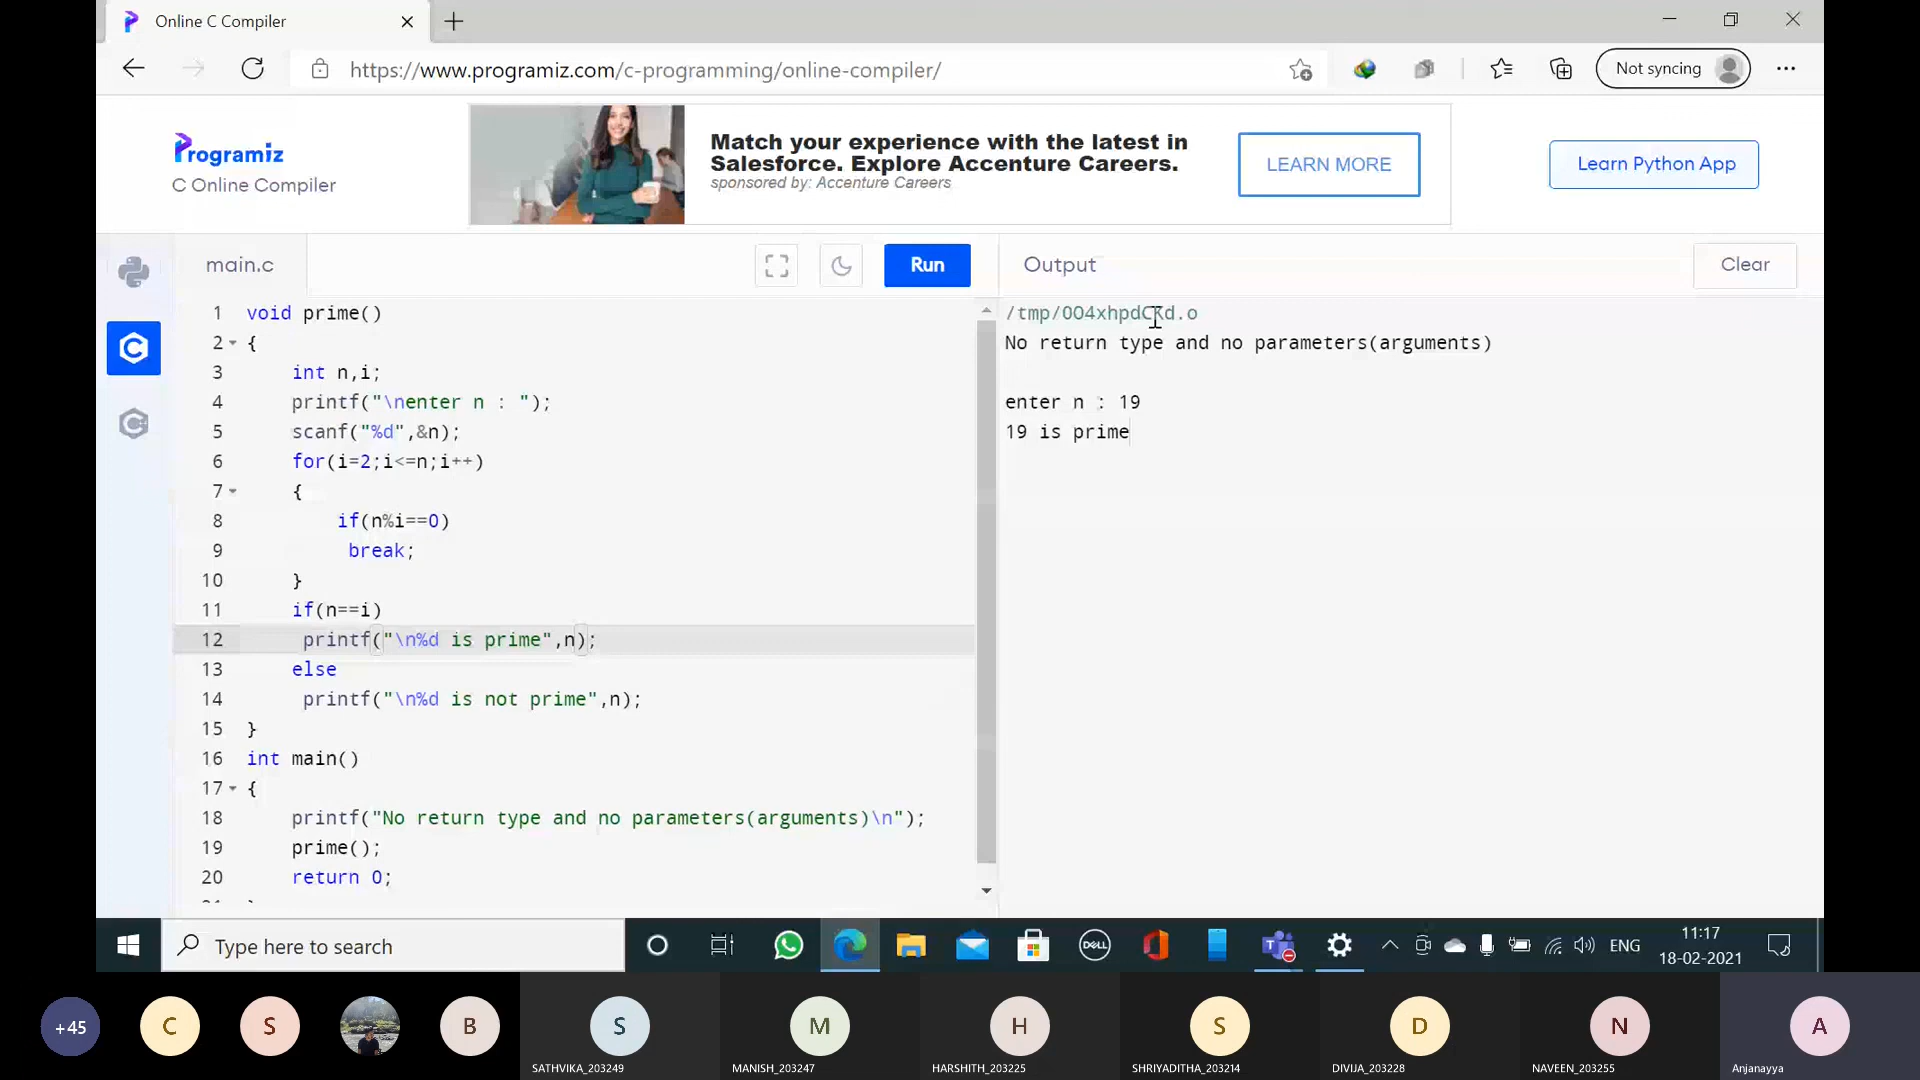 Online C Compiler
https://www.programiz.com/c-programming/online-compiler/
Not syncing
Programiz
C Online Compiler
Match your experience with the latest in
Salesforce. Explore Accenture Careers.
sponsored by: Accenture Careers
LEARN MORE
Learn Python App
main.c
Run
Output
Clear
1 void prime()
2 {
3 int n,i;
4 printf("\nenter n : ");
5 scanf("%d",&n);
6 for(i=2;i<=n;i++)
7 {
8 if(n%i==0)
9 break;
10 }
11 if(n==i)
12 printf("\n%d is prime",n);
13 else
14 printf("\n%d is not prime",n);
15 }
16 int main()
17 {
18 printf("No return type and no parameters(arguments)\n");
19 prime();
20 return 0;
/tmp/OO4xhpdCKd.o
No return type and no parameters(arguments)
enter n : 19
19 is prime
Type here to search
DELL
ENG
11:17
18-02-2021
+45
C
S
B
S
SATHVIKA_203249
M
MANISH_203247
H
HARSHITH_203225
S
SHRIYADITHA_203214
D
DIVIJA_203228
N
NAVEEN_203255
A
Anjanayya